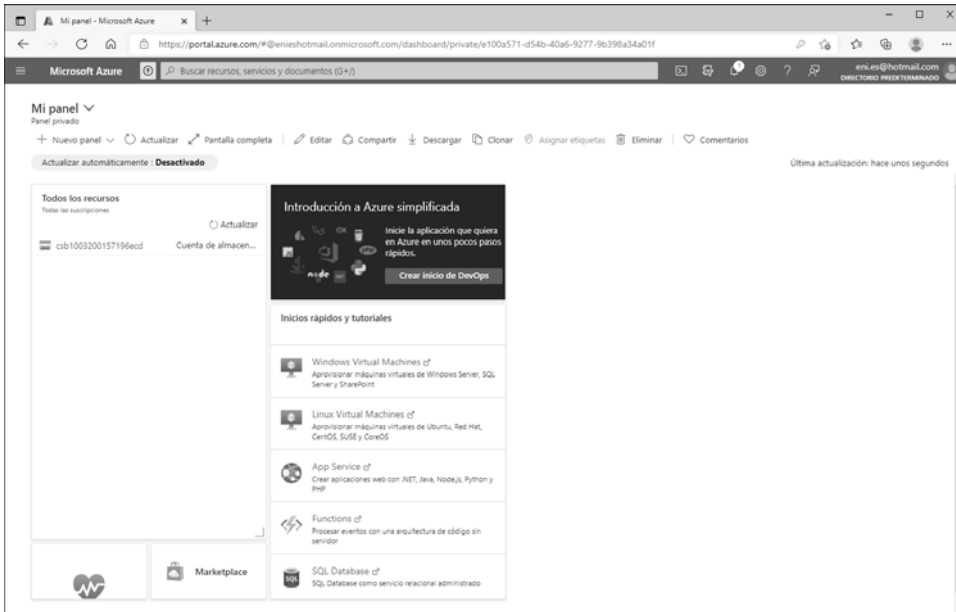 Mi panel - Microsoft Azure
https://portal.azure.com/#@enieshotmail.onmicrosoft.com/dashboard/private/e100a571-d54b-40a6-9277-9b398a34a01f
Microsoft Azure
Buscar recursos, servicios y documentos (G+/)
1
eni.es@hotmail.com
DIRECTORIO PREDETERMINADO
Mi panel
Panel privado
Nuevo panel
Actualizar
Pantalla completa
Editar
Compartir
Descargar
Clonar
Asignar etiquetas
Eliminar
Comentarios
Actualizar automáticamente : Desactivado
Última actualización: hace unos segundos
Todos los recursos
Todas las suscripciones
Actualizar
csb1003200157196ecd
Cuenta de almacen...
Introducción a Azure simplificada
Inicie la aplicación que quiera
en Azure en unos pocos pasos
rápidos.
node
php
Crear inicio de DevOps
Inicios rápidos y tutoriales
Windows Virtual Machines
Aprovisionar máquinas virtuales de Windows Server, SQL
Server y SharePoint
Linux Virtual Machines
Aprovisionar máquinas virtuales de Ubuntu, Red Hat,
CentOS, SUSE y CoreOS
App Service
Crear aplicaciones web con .NET, Java, Node.js, Python y
PHP
Functions
Procesar eventos con una arquitectura de código sin
servidor
SQL
SQL Database
SQL Database como servicio relacional administrado
Marketplace